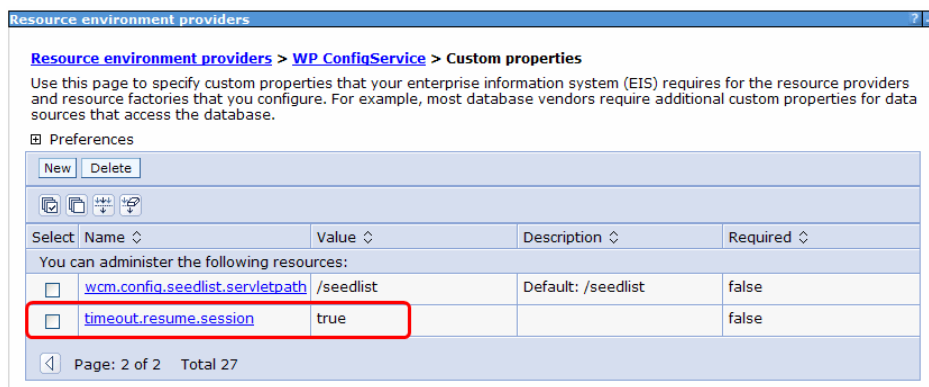 Resource environment providers ? -
Resource environment providers > WP ConfigService > Custom properties
Use this page to specify custom properties that your enterprise information system (EIS) requires for the resource providers
and resource factories that you configure. For example, most database vendors require additional custom properties for data
sources that access the database.
Preferences
New Delete
Select Name Value Description Required
You can administer the following resources:
wcm.config.seedlist.servletpath /seedlist Default: /seedlist false
timeout.resume.session true false
Page: 2 of 2 Total 27